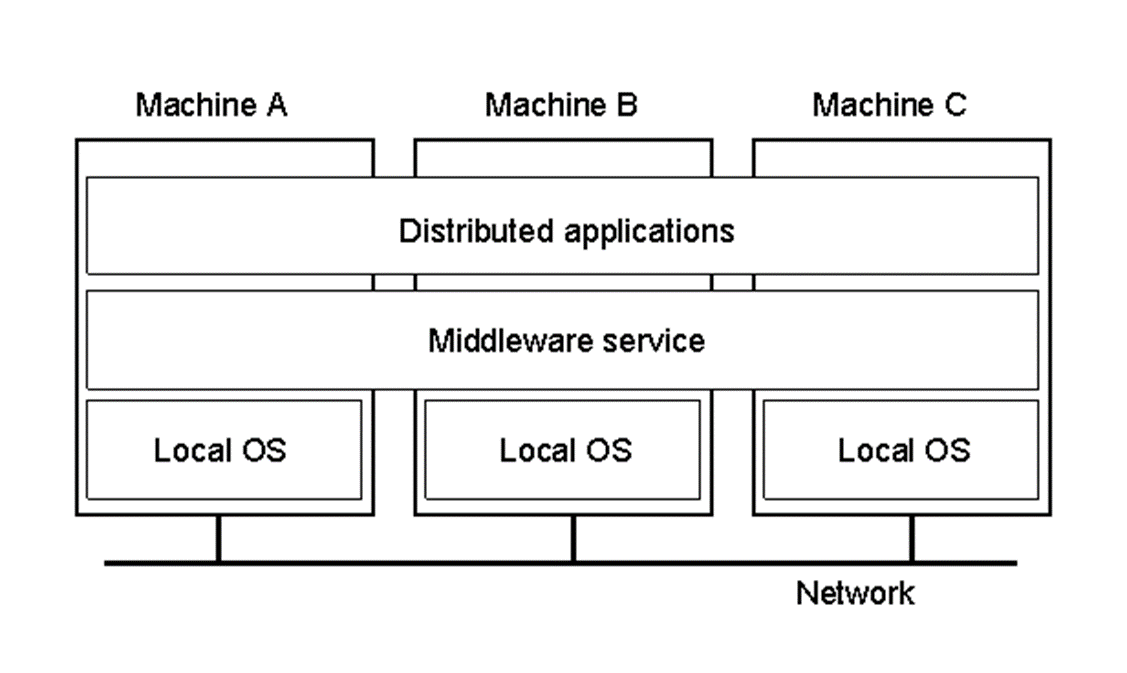 Machine A
Machine B
Machine C
Distributed applications
Middleware service
Local OS
Local OS
Local OS
Network